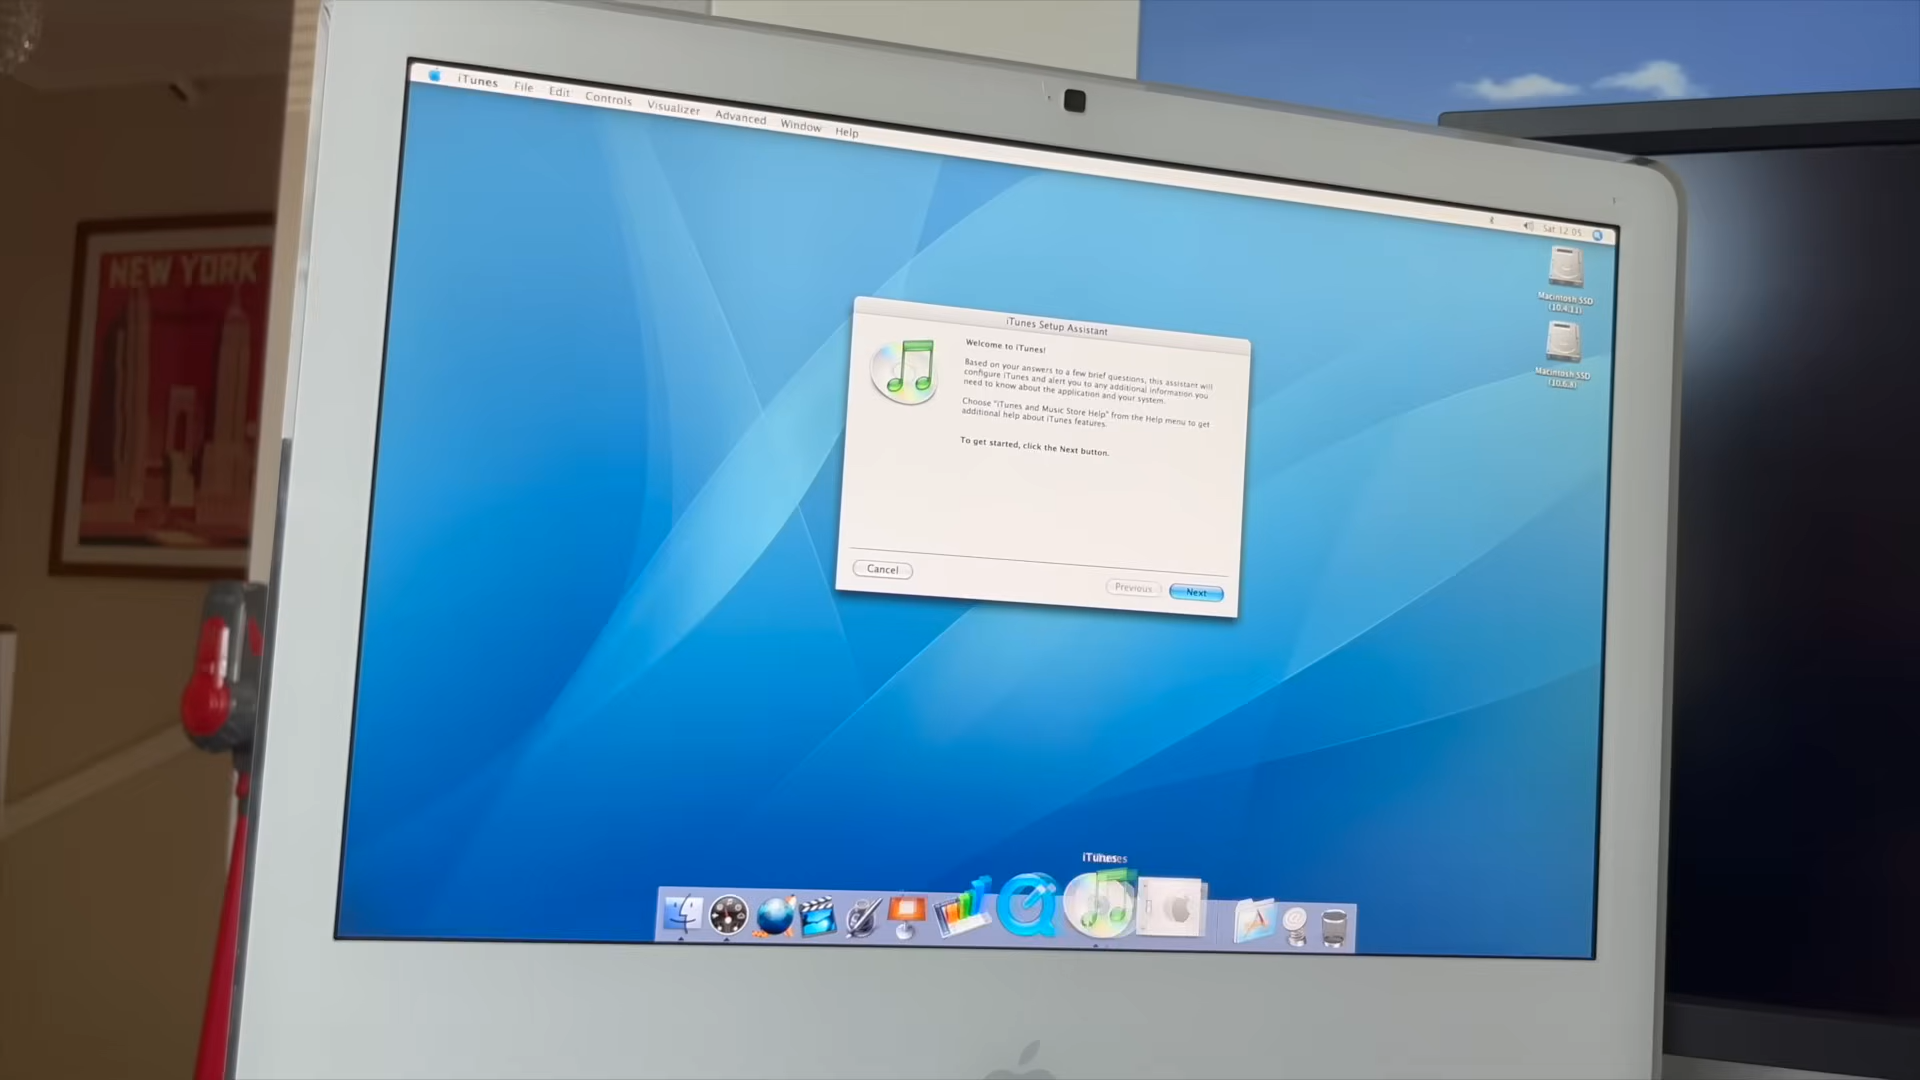 iTunes File Edit Controls Visualizer Advanced Window Help
Sat 12:05
NEW YORK
Macintosh SSD
(10.4.11)
Macintosh SSD
(10.6.8)
iTunes Setup Assistant
Welcome to iTunes!
Based on your answers to a few brief questions, this assistant will
configure iTunes and alert you to any additional information you
need to know about the application and your system.
Choose "iTunes and Music Store Help" from the Help menu to get
additional help about iTunes features.
To get started, click the Next button.
Cancel
Previous
Next
iTunes